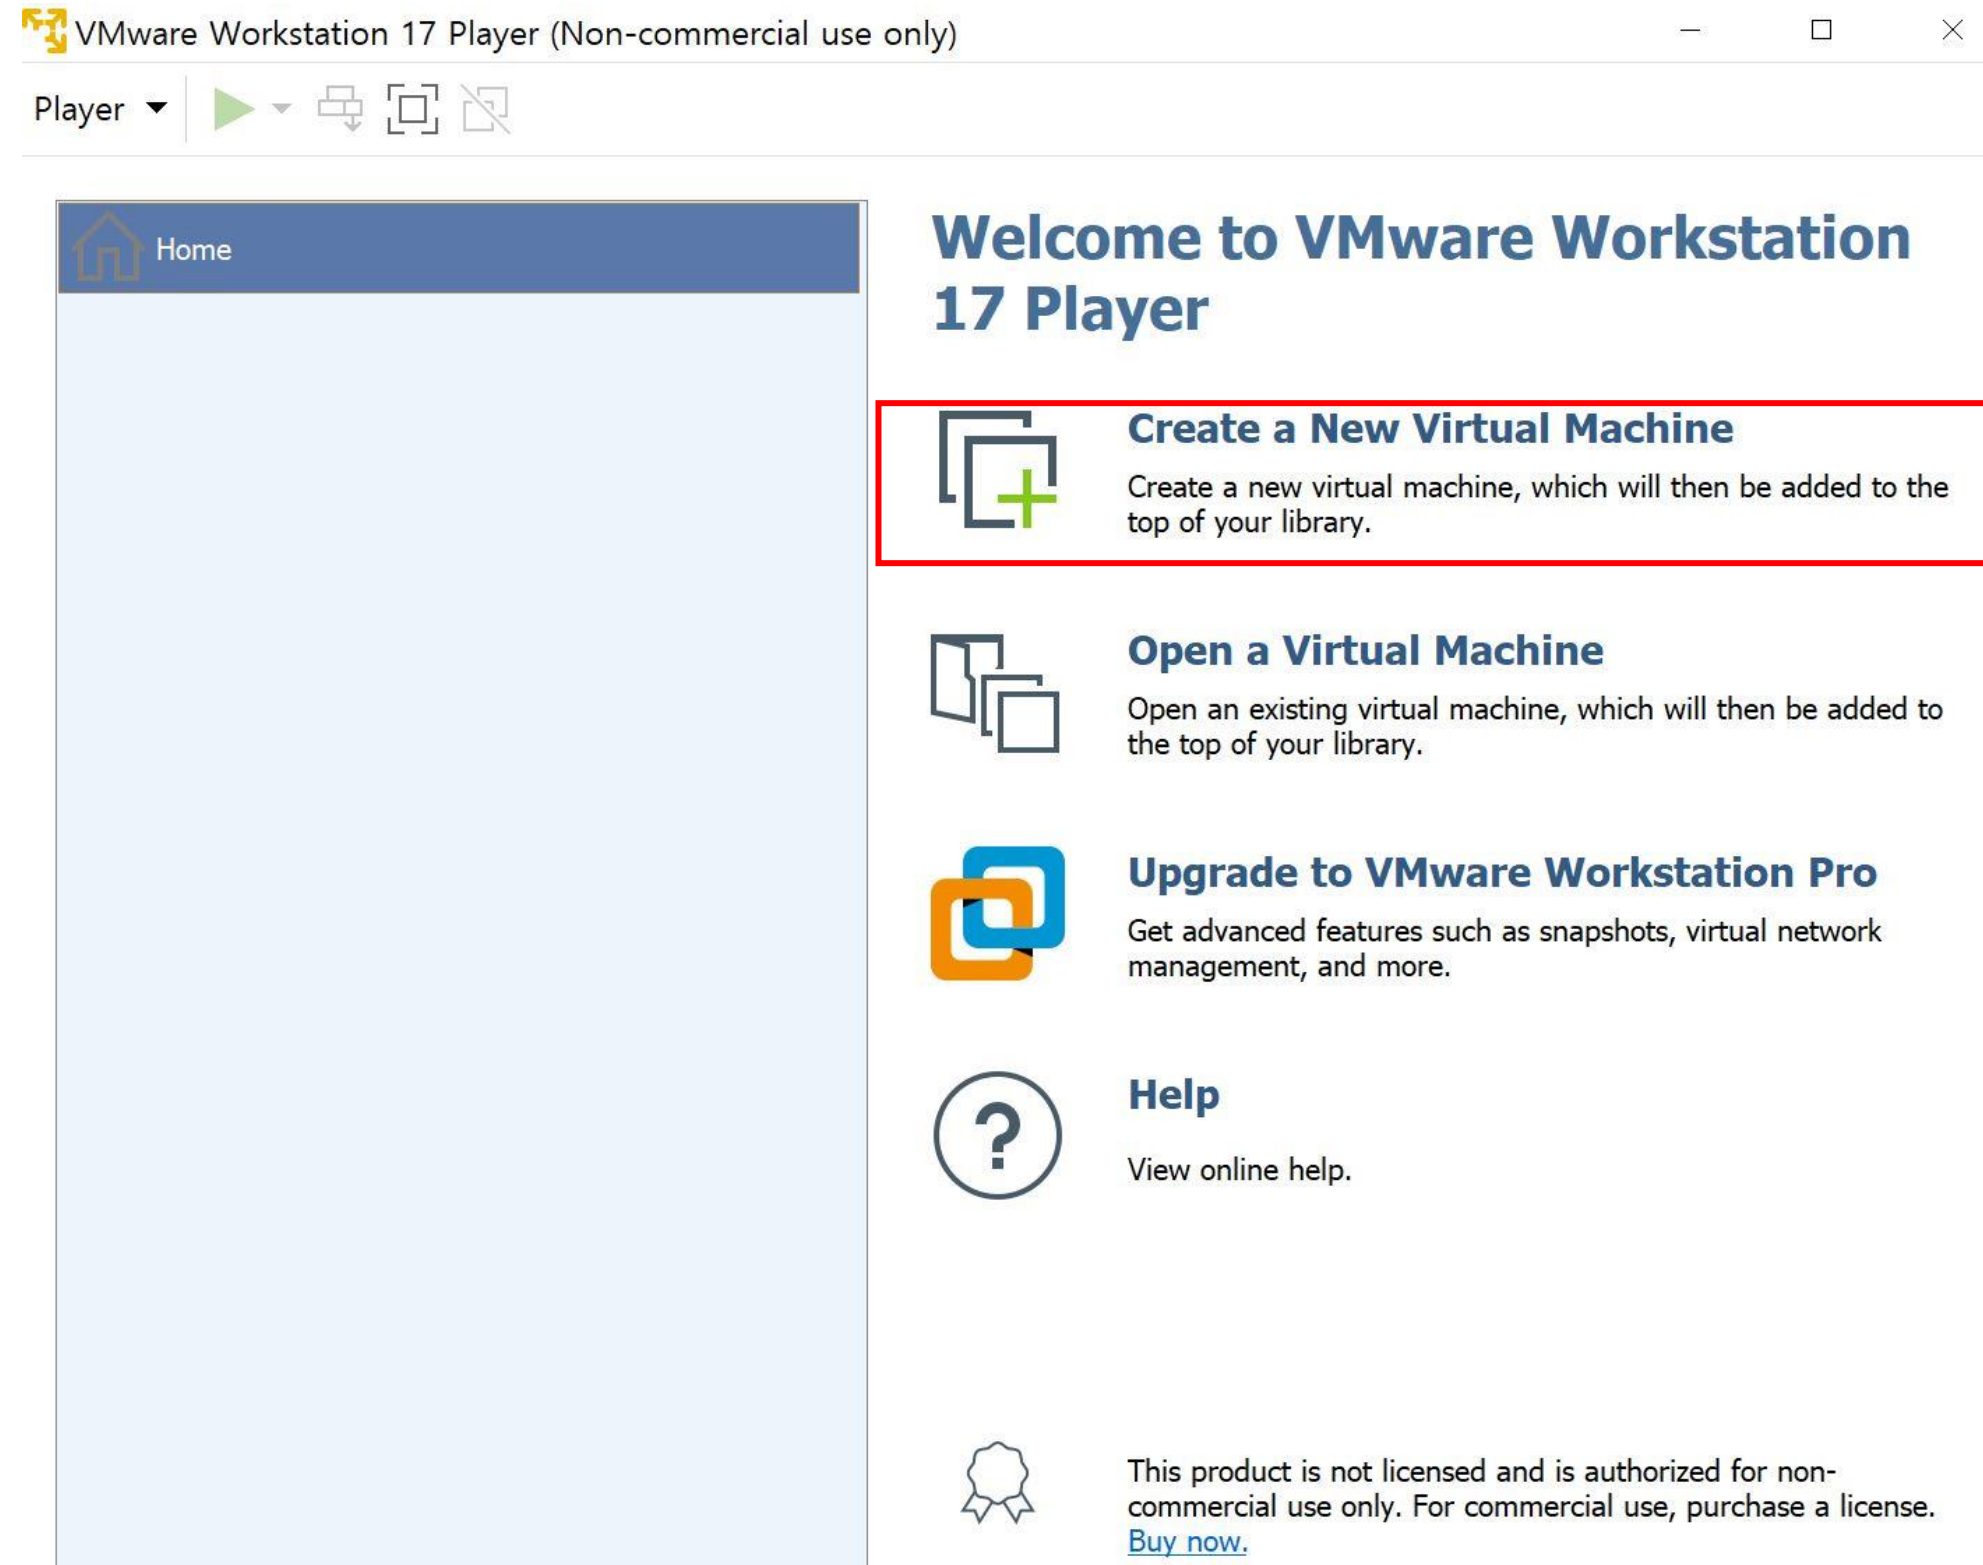 VMware Workstation 17 Player (Non-commercial use only)
Player
Home
Welcome to VMware Workstation
17 Player
Create a New Virtual Machine
Create a new virtual machine, which will then be added to the
top of your library.
Open a Virtual Machine
Open an existing virtual machine, which will then be added to
the top of your library.
Upgrade to VMware Workstation Pro
Get advanced features such as snapshots, virtual network
management, and more.
?
Help
View online help.
This product is not licensed and is authorized for non-
commercial use only. For commercial use, purchase a license.
Buy now.